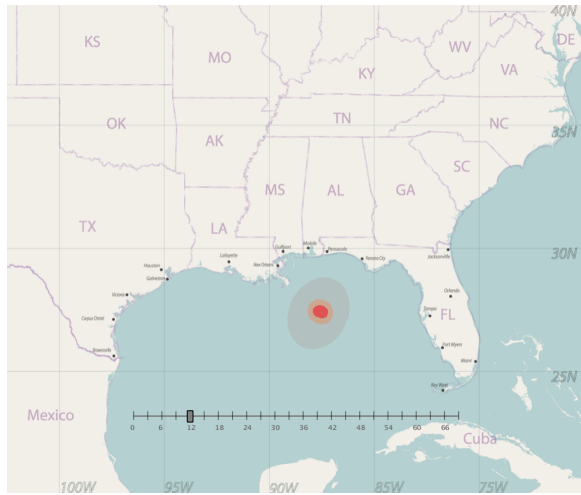 40N
KS
MO
WV
DE
KY
VA
OK
TN
NC
35N
AK
SC
MS
AL
GA
TX
LA
Mobile
Gulfport
Pensacola
30N
Lafayette
Panama City
Jacksonville
Houston
New Orleans
Galveston
Orlando
Victoria
Tampa
FL
Corpus Christi
Fort Myers
Brownsville
Miami
25N
Key West
Mexico
0 6 12 18 24 30 36 42 48 54 60 66
Cuba
100W 90W 85W 75W